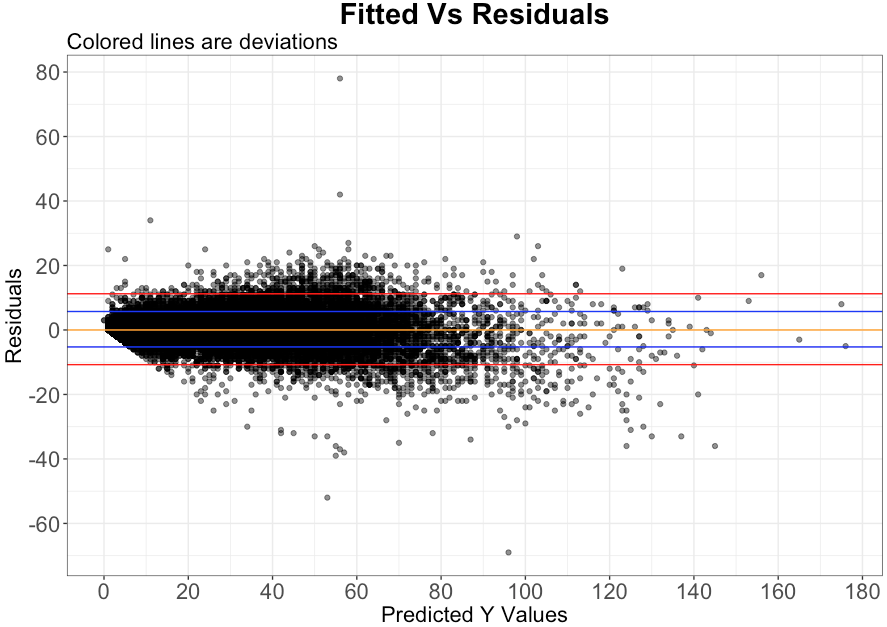 Fitted Vs Residuals
Colored lines are deviations
80
60
40
20
0
-20
-40
-60
Residuals
0 20 40 60 80 100 120 140 160 180
Predicted Y Values